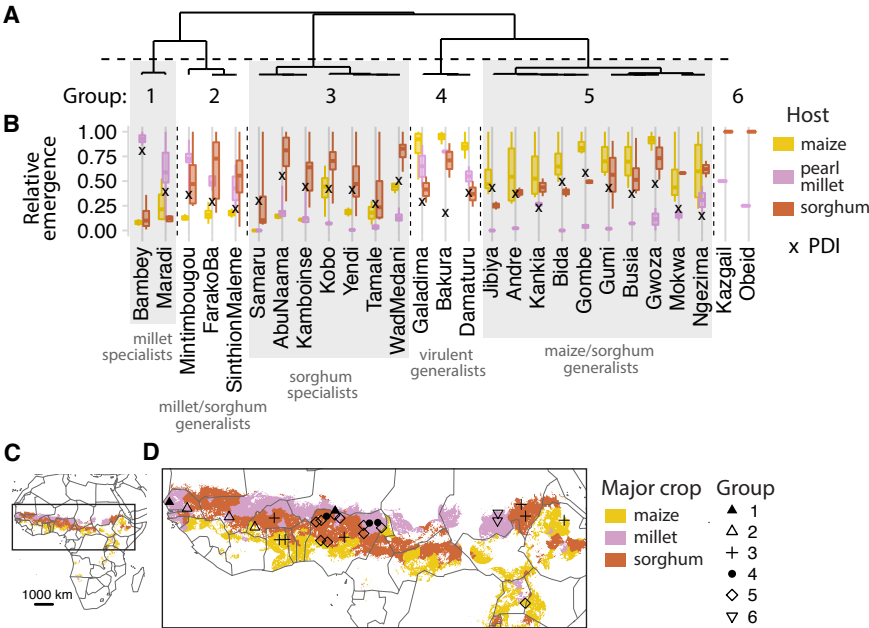 A
Group: 1 2 3 4 5 6
B
Relative emergence
1.00
0.75
0.50
0.25
0.00
x x x x x x x x x x x x x x x x x x x x x x x
Host
maize
pearl millet
sorghum
x PDI
Bambey
Maradi
Mintimbougou
FarakoBa
SinthionMaleme
Samaru
AbuNaama
Kamboinse
Kobo
Yendi
Tamale
WadMedani
Galadima
Bakura
Damaturu
Jibiya
Andre
Kankia
Bida
Gombe
Gumi
Busia
Gwoza
Mokwa
Ngezima
Kazgail
Obeid
millet specialists
millet/sorghum generalists
sorghum specialists
virulent generalists
maize/sorghum generalists
C
1000 km
D
Major crop
maize
millet
sorghum
Group
1
2
3
4
5
6